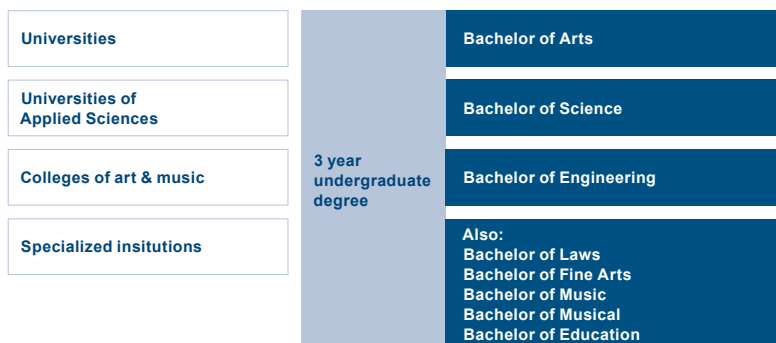 Universities
Universities of
Applied Sciences
Colleges of art & music
Specialized insitutions
3 year
undergraduate
degree
Bachelor of Arts
Bachelor of Science
Bachelor of Engineering
Also:
Bachelor of Laws
Bachelor of Fine Arts
Bachelor of Music
Bachelor of Musical
Bachelor of Education